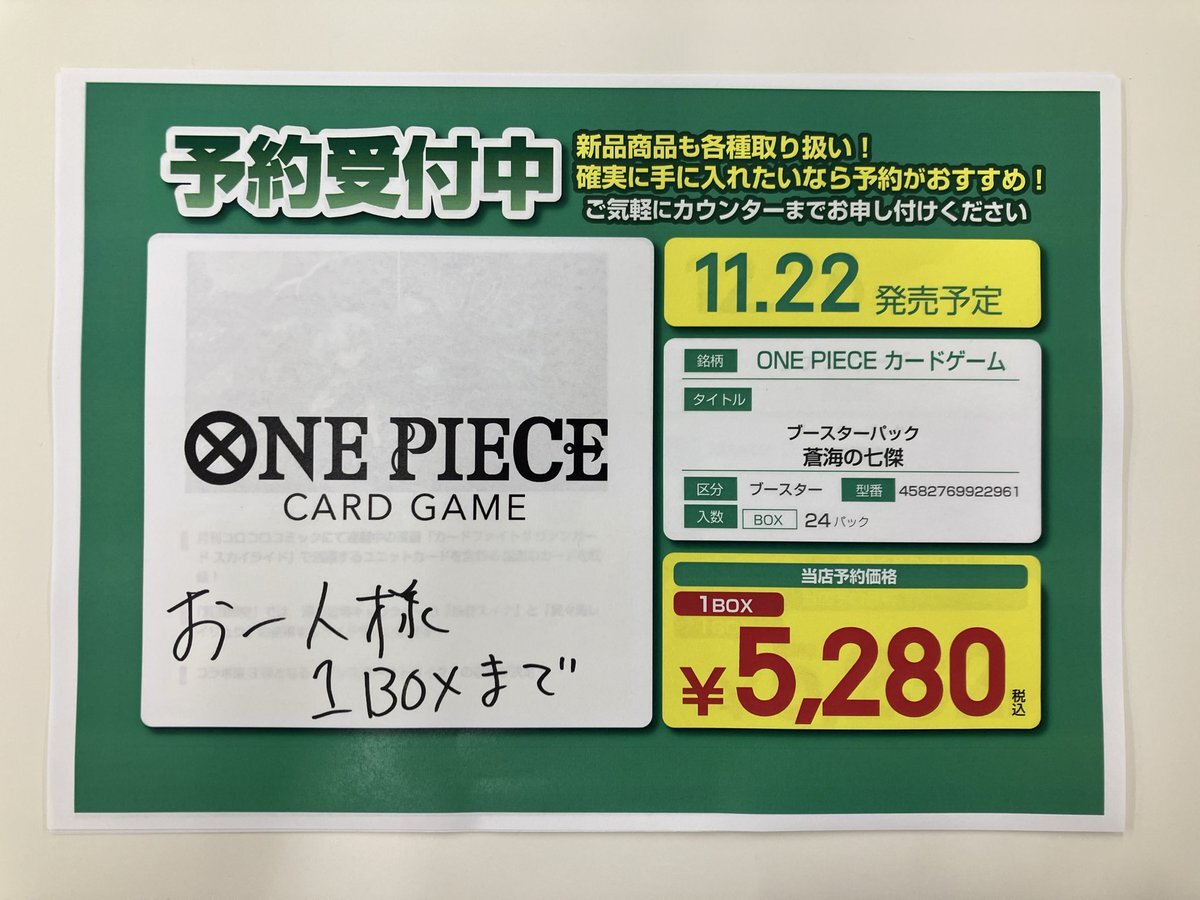 予約受付中
新品商品も各種取り扱い！
確実に手に入れたいなら予約がおすすめ！
ご気軽にカウンターまでお申し付けください
ONE PIECE
CARD GAME
お一人様
1BOXまで
11.22 発売予定
銘柄 ONE PIECE カードゲーム
タイトル
ブースターパック
蒼海の七傑
区分 ブースター 型番 4582769922961
入数 BOX 24パック
当店予約価格
1BOX
¥5,280税込